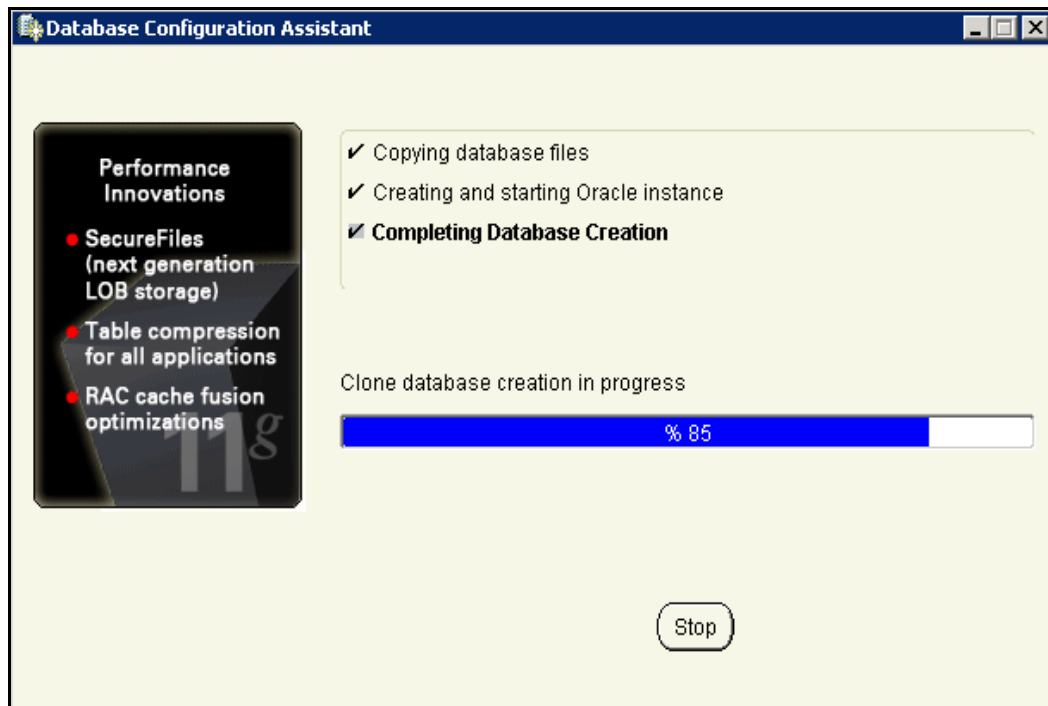 Database Configuration Assistant
Performance
Innovations
SecureFiles
(next generation
LOB storage)
Table compression
for all applications
RAC cache fusion
optimizations
11g
Copying database files
Creating and starting Oracle instance
Completing Database Creation
Clone database creation in progress
% 85
Stop